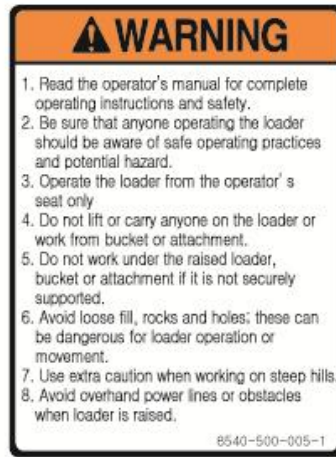 WARNING
1. Read the operator's manual for complete
operating instructions and safety.
2. Be sure that anyone operating the loader
should be aware of safe operating practices
and potential hazard.
3. Operate the loader from the operator' s
seat only
4. Do not lift or carry anyone on the loader or
work from bucket or attachment.
5. Do not work under the raised loader,
bucket or attachment if it is not securely
supported.
6. Avoid loose fill, rocks and holes; these can
be dangerous for loader operation or
movement.
7. Use extra caution when working on steep hills.
8. Avoid overhand power lines or obstacles
when loader is raised.
8540-500-005-1